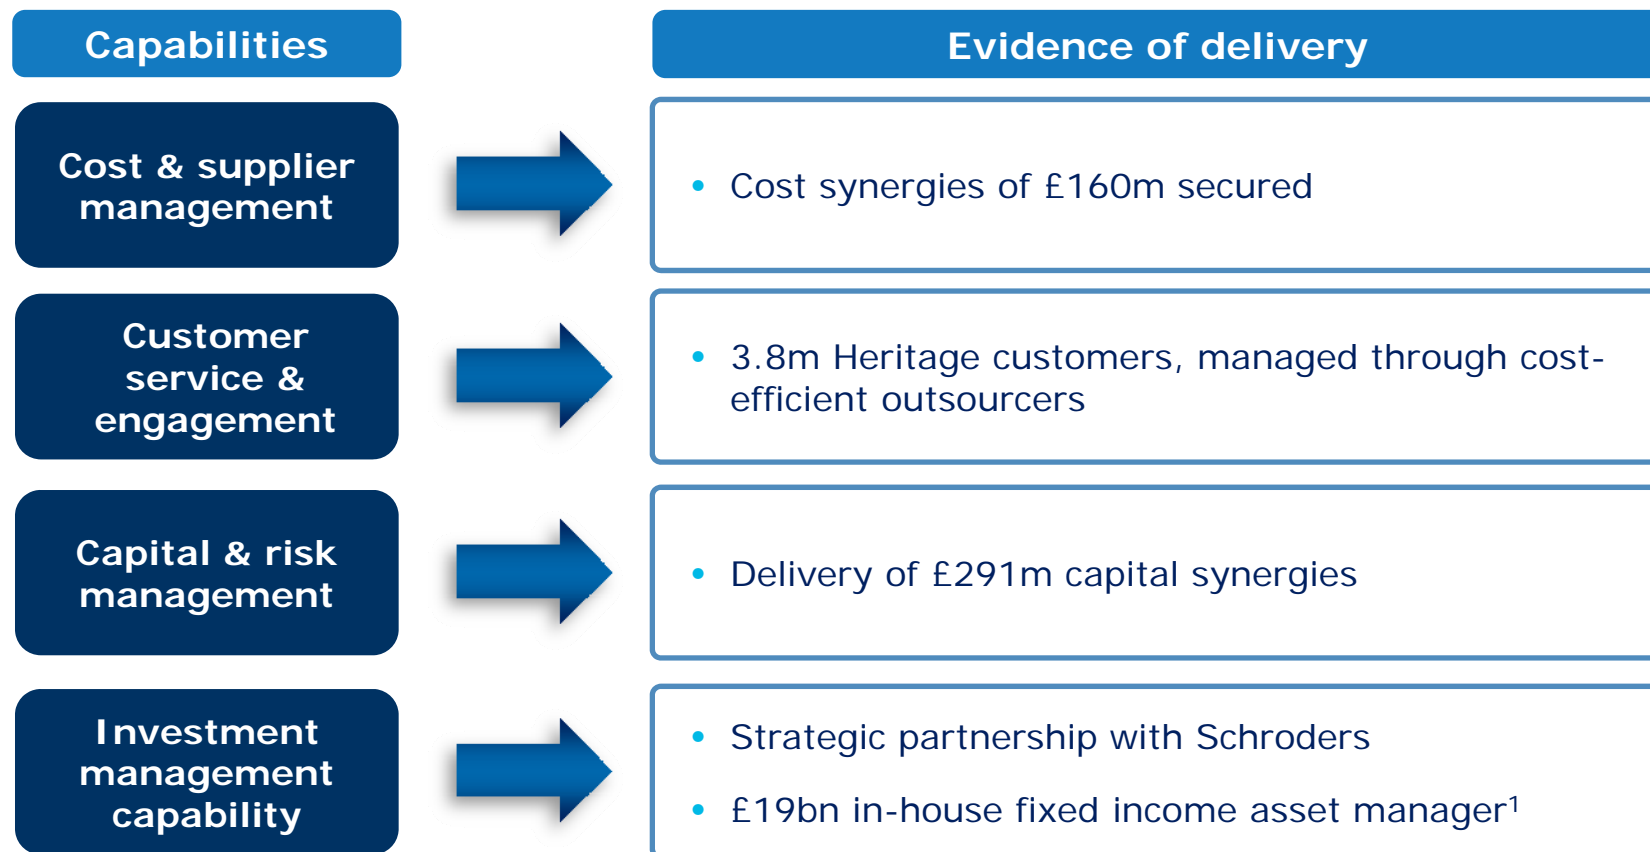 Capabilities
Evidence of delivery
Cost & supplier
management
• Cost synergies of £160m secured
Customer
service &
engagement
• 3.8m Heritage customers, managed through cost-
efficient outsourcers
Capital & risk
management
• Delivery of £291m capital synergies
Investment
management
capability
• Strategic partnership with Schroders
• £19bn in-house fixed income asset manager¹